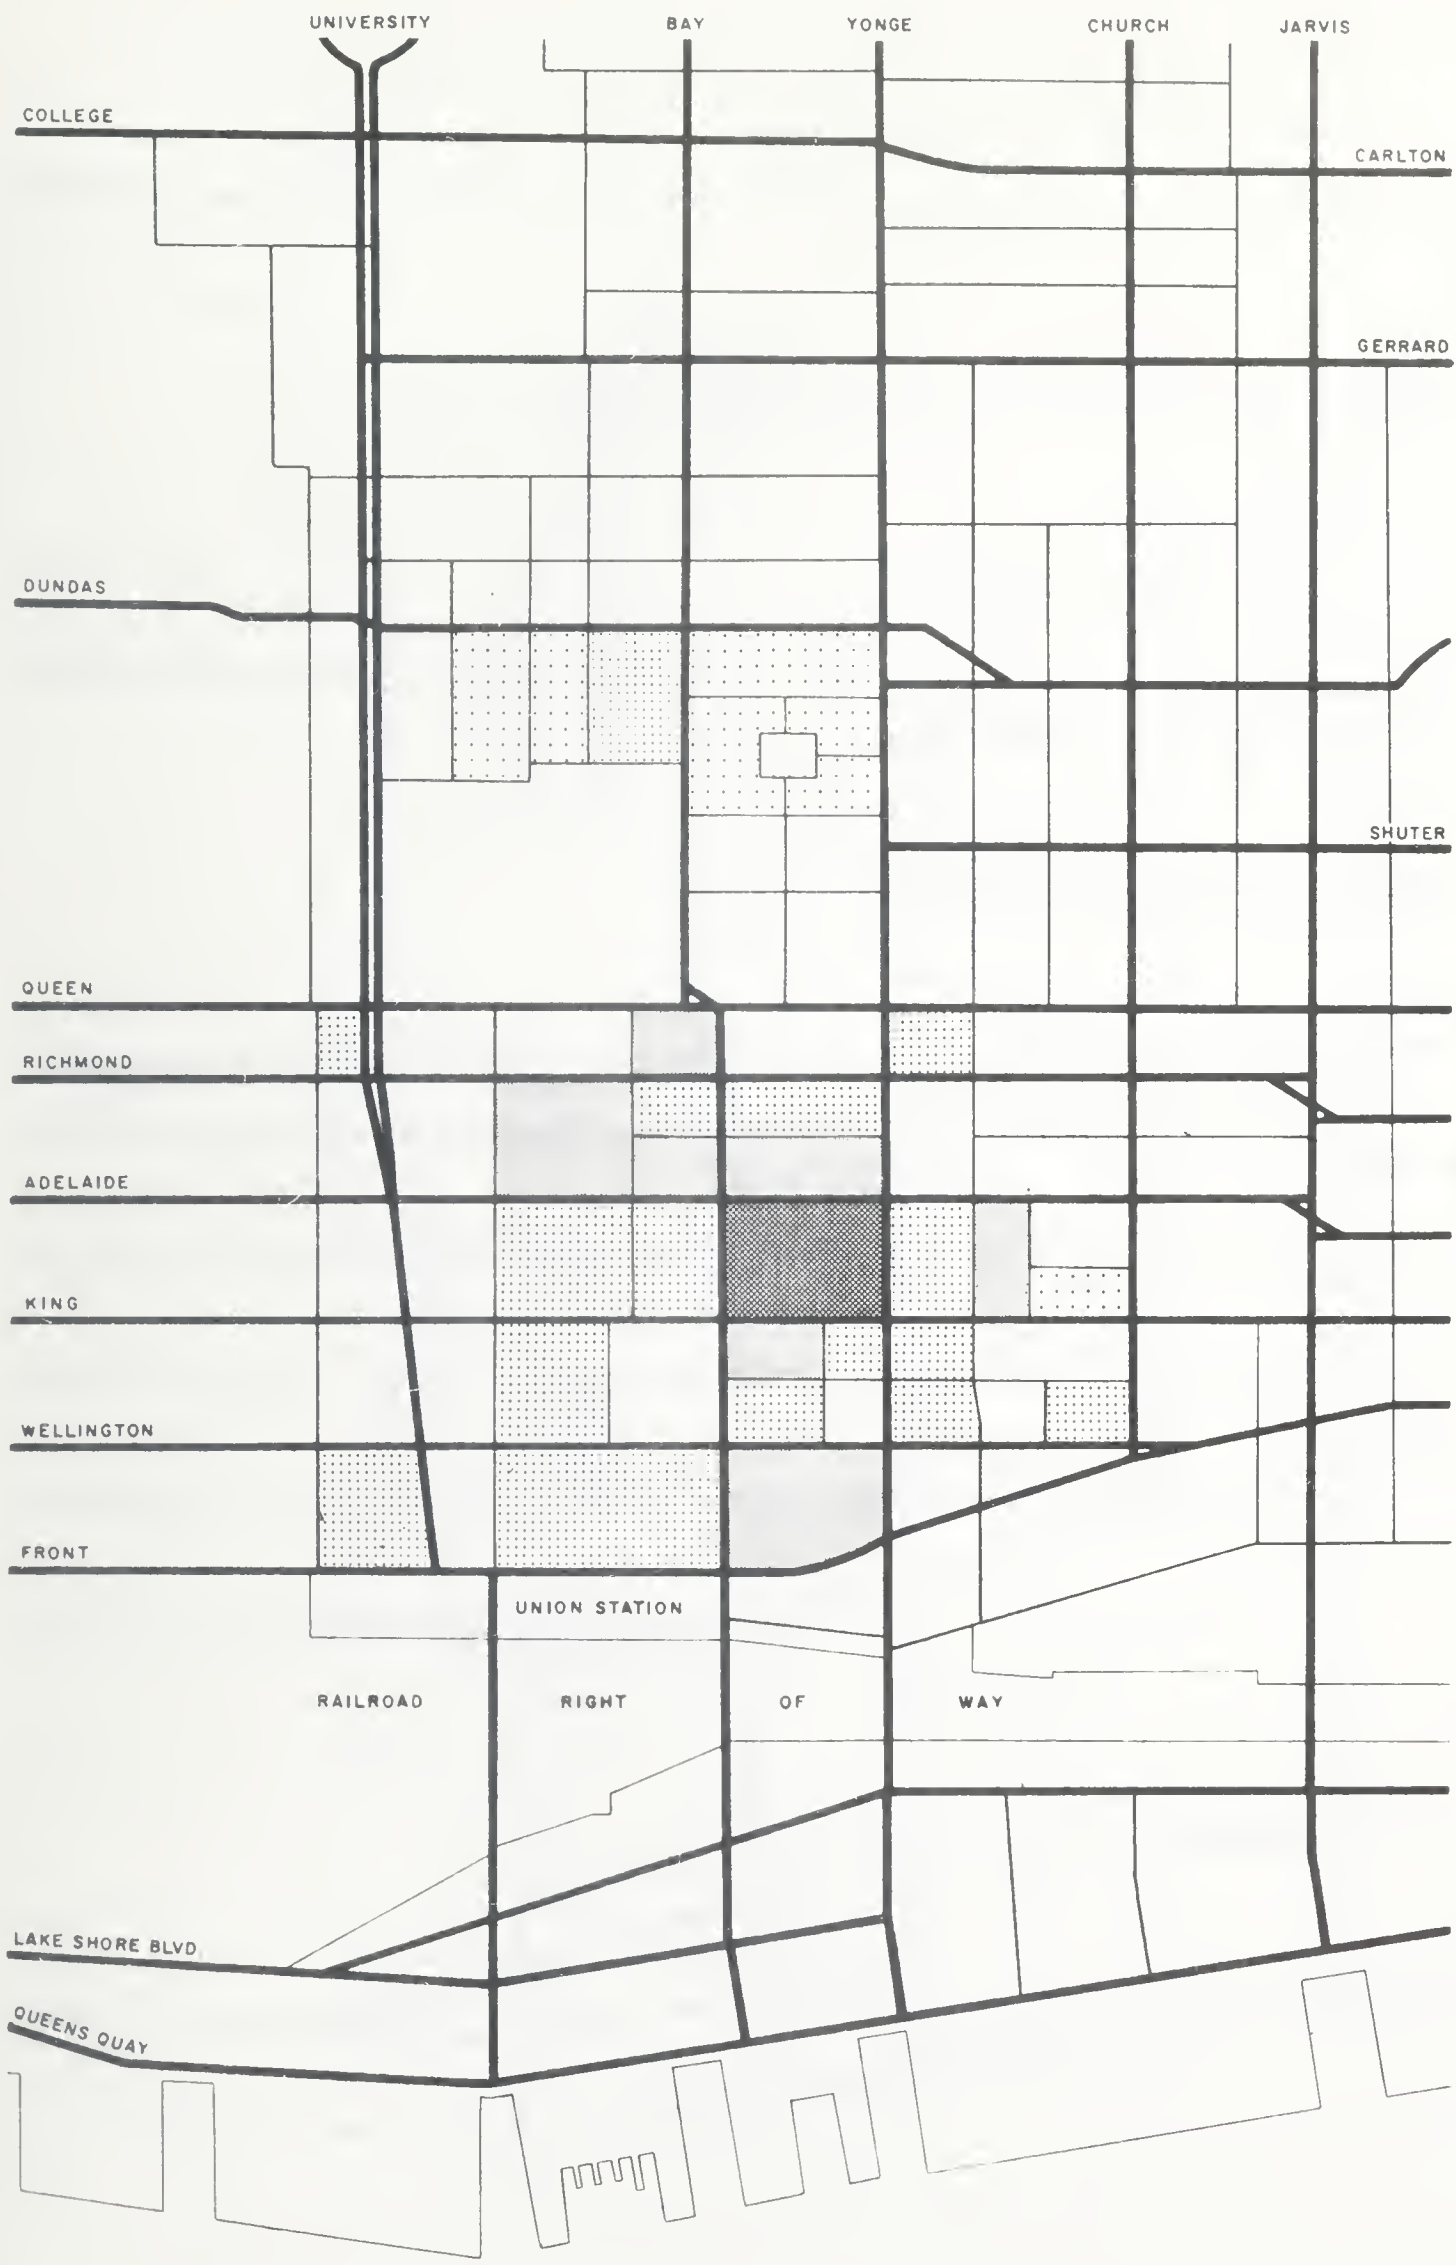 UNIVERSITY BAY YONGE CHURCH JARVIS
COLLEGE
CARLTON
GERRARD
DUNDAS
SHUTER
QUEEN
RICHMOND
ADELAIDE
KING
WELLINGTON
FRONT
UNION STATION
RAILROAD RIGHT OF WAY
LAKE SHORE BLVD.
QUEENS QUAY